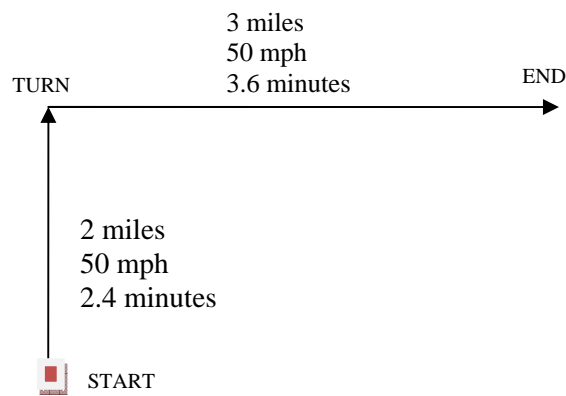 3 miles
50 mph
3.6 minutes
TURN
END
2 miles
50 mph
2.4 minutes
START